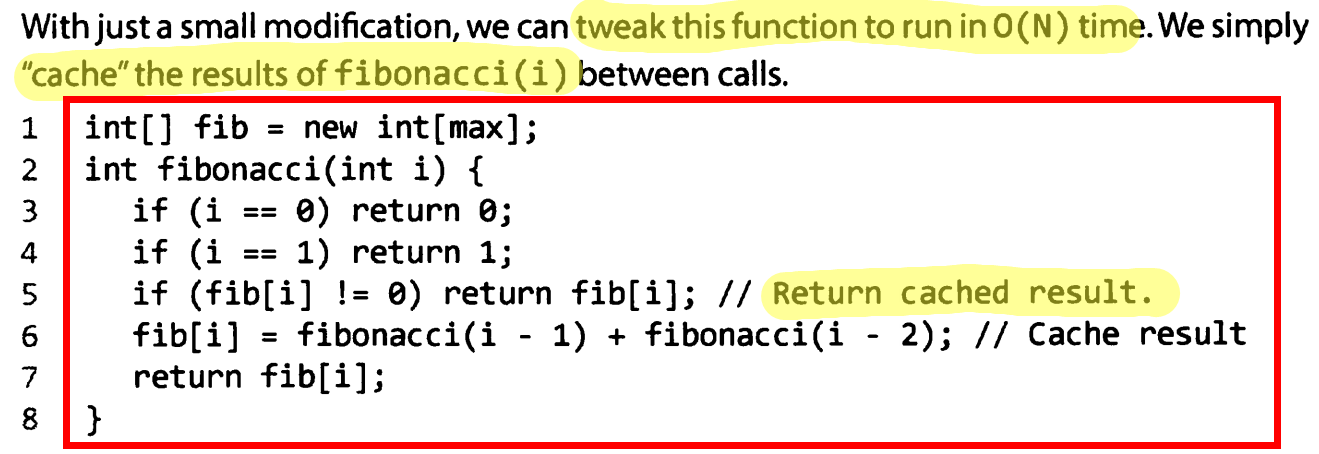 With just a small modification, we can tweak this function to run in O(N) time. We simply
"cache" the results of fibonacci(i) between calls.
1 int[] fib = new int[max];
2 int fibonacci(int i) {
3 if (i == 0) return 0;
4 if (i == 1) return 1;
5 if (fib[i] != 0) return fib[i]; // Return cached result.
6 fib[i] = fibonacci(i - 1) + fibonacci(i - 2); // Cache result
7 return fib[i];
8 }